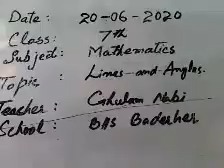 Date : 20-06-2020
Class : 7th
Subject: Mathematics
Topic : Lines-and Angles.
Teacher : Ghulam Nabi
School : BHS Badesher